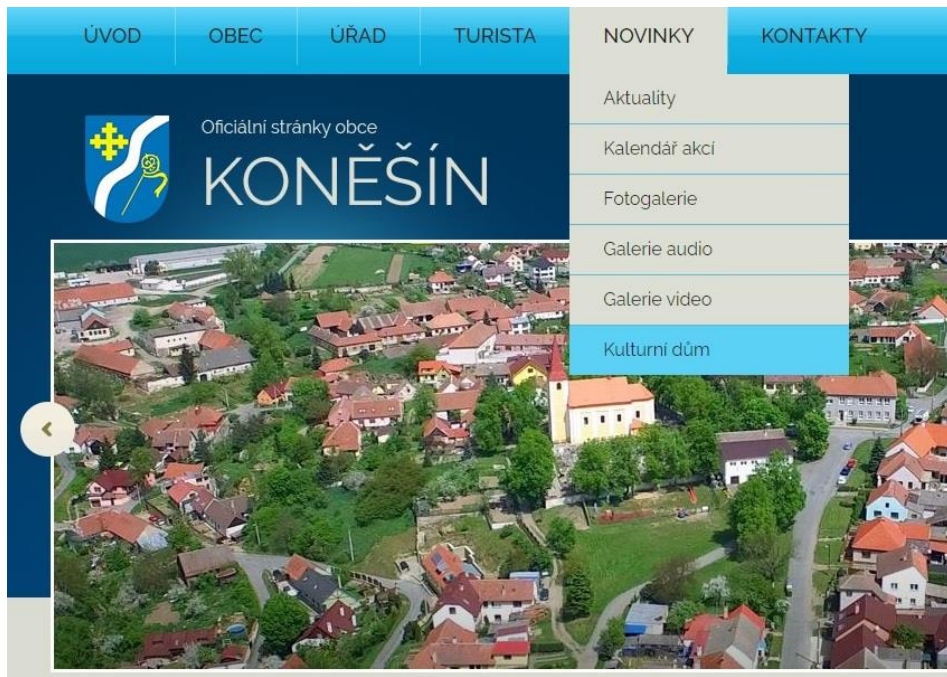 ÚVOD OBEC ÚŘAD TURISTA NOVINKY KONTAKTY
Aktuality
Kalendář akcí
Fotogalerie
Galerie audio
Galerie video
Kulturní dům
Oficiální stránky obce
KONĚŠÍN